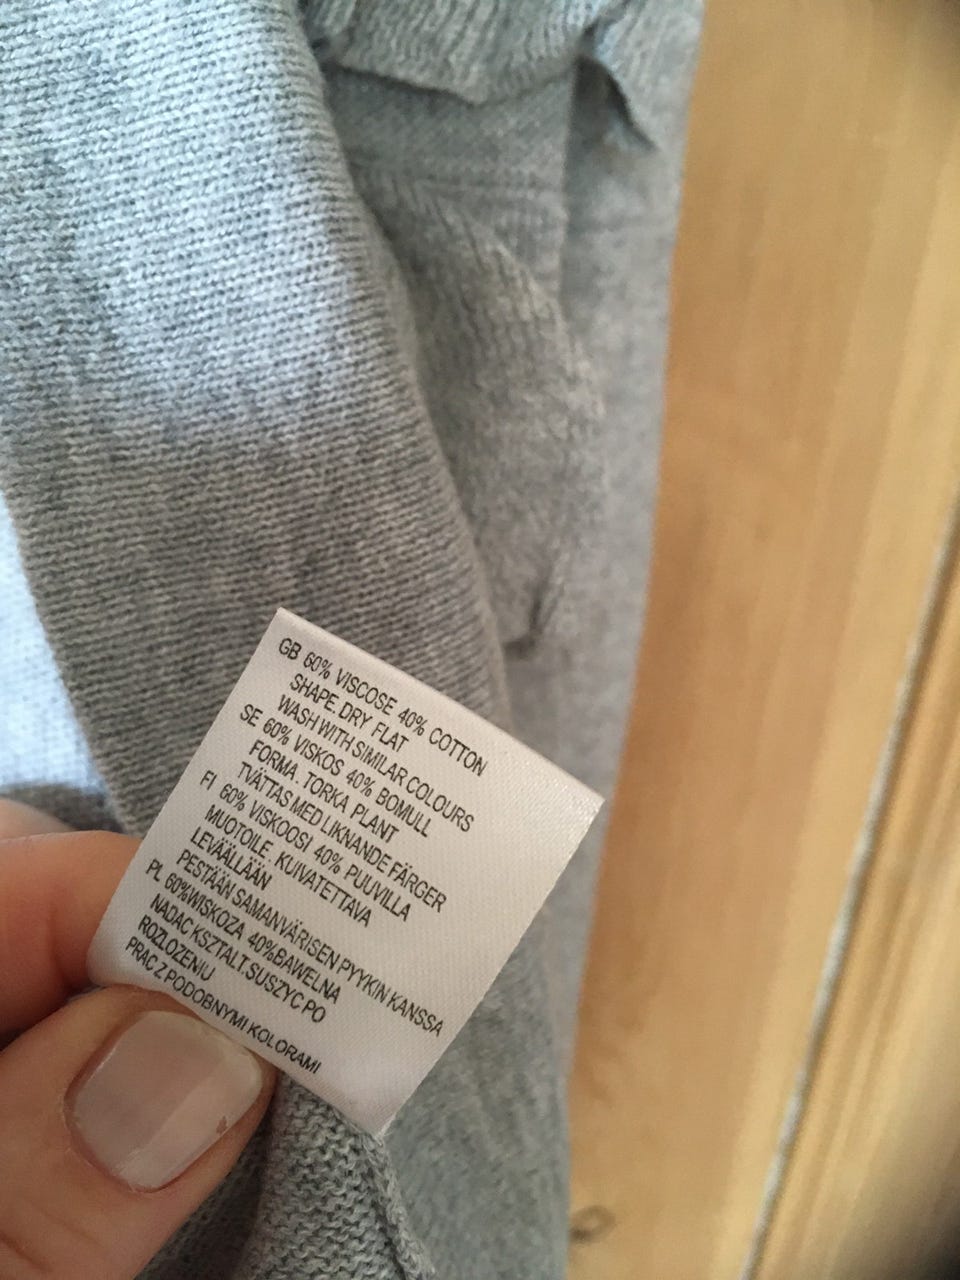 GB 60% VISCOSE 40% COTTON
SHAPE. DRY FLAT
WASH WITH SIMILAR COLOURS
SE 60% VISKOS 40% BOMULL
FORMA. TORKA PLANT
TVÄTTAS MED LIKNANDE FÄRGER
FI 60% VISKOOSI 40% PUUVILLA
MUOTOILE. KUIVATETTAVA
LEVÄÄLLÄÄN
PESTÄÄN SAMANVÄRISEN PYYKIN KANSSA
PL 60%WISKOZA 40%BAWELNA
NADAC KSZTALT.SUSZYC PO
ROZLOZENIU
PRAC Z PODOBNYMI KOLORAMI